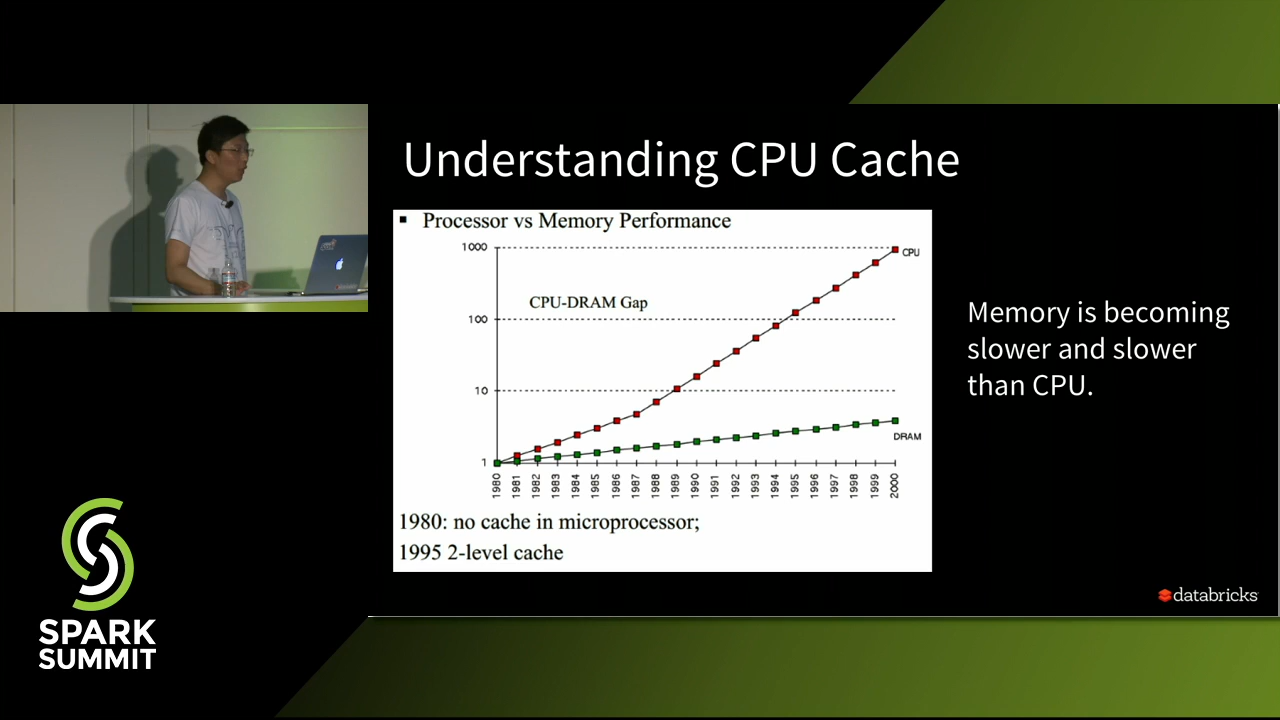 Understanding CPU Cache
▪ Processor vs Memory Performance
1000
CPU
CPU-DRAM Gap
100
10
DRAM
1
1980 1981 1982 1983 1984 1985 1986 1987 1988 1989 1990 1991 1992 1993 1994 1995 1996 1997 1998 1999 2000
1980: no cache in microprocessor;
1995 2-level cache
Memory is becoming
slower and slower
than CPU.
databricks
SPARK
SUMMIT